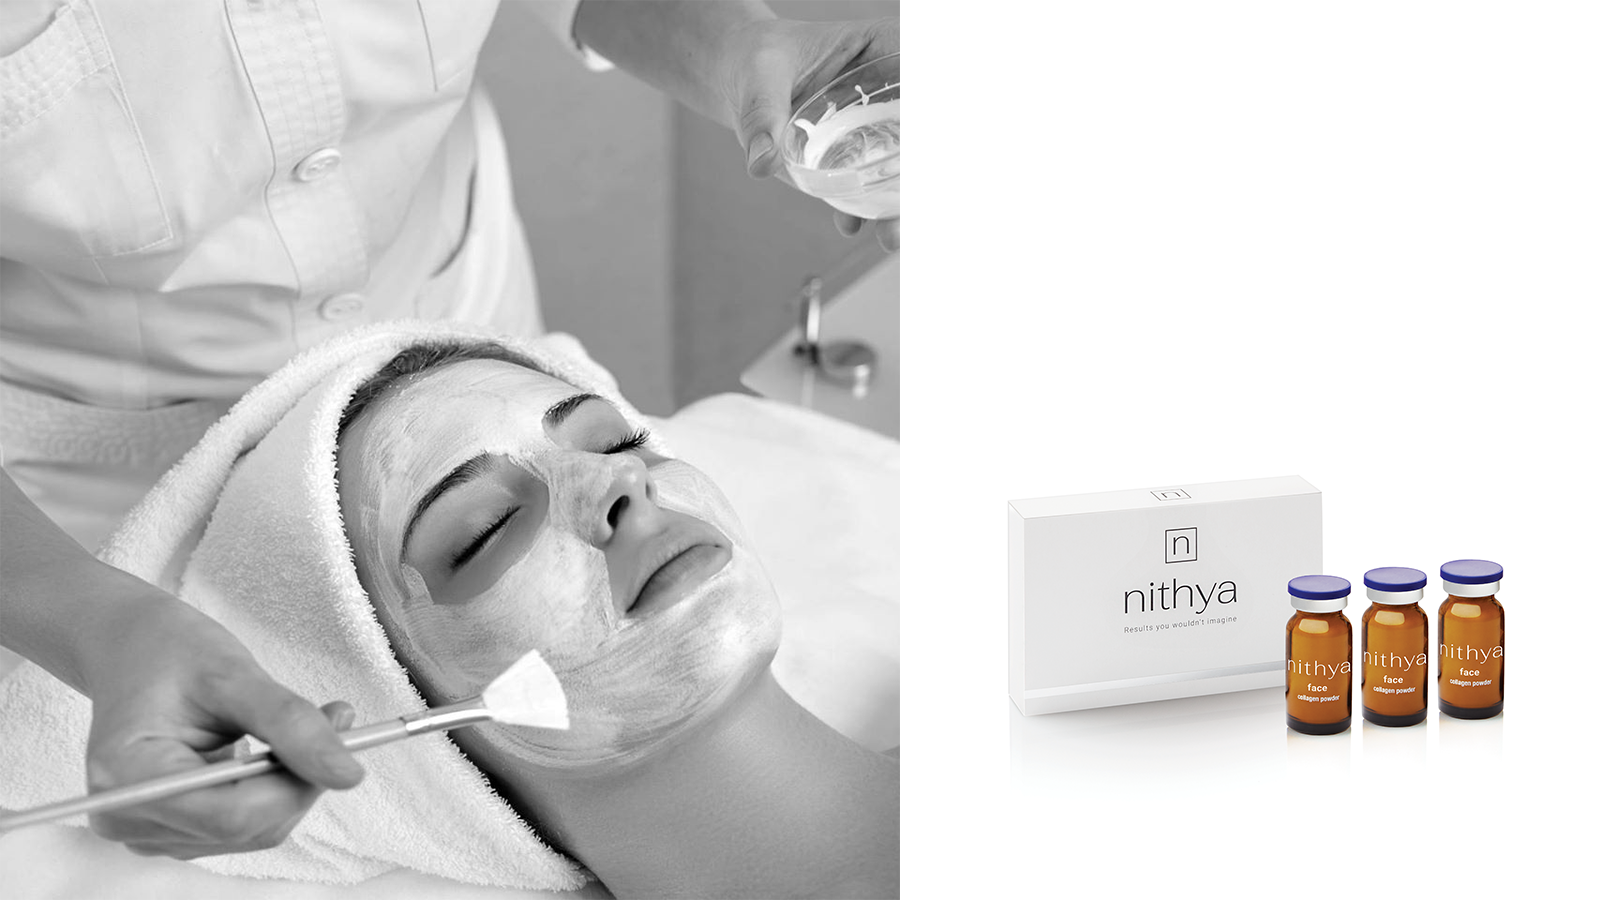 n
n
nithya
Results you wouldn't imagine
nithya
face
collagen powder
nithya
face
collagen powder
nithya
face
collagen powder